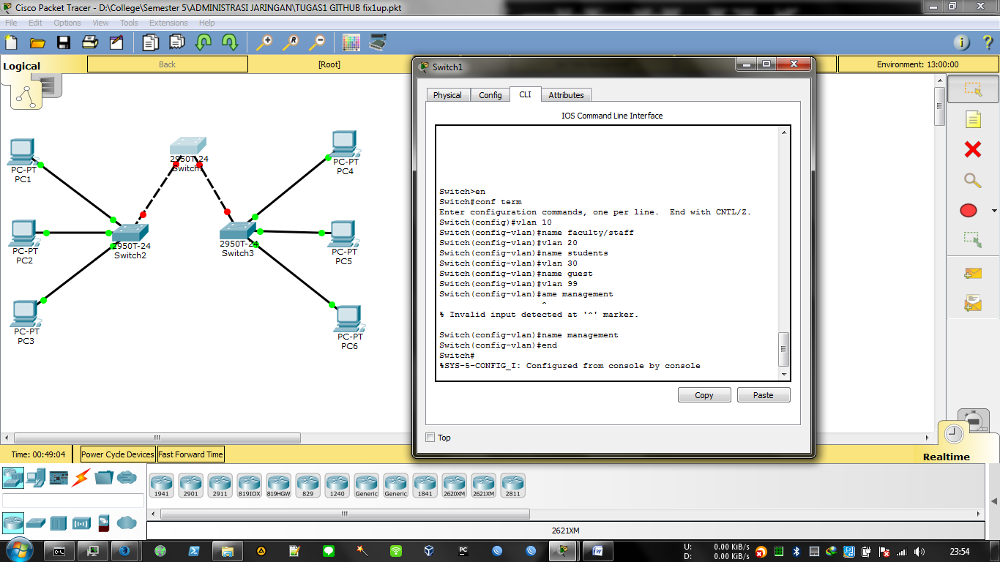 Cisco Packet Tracer - D:\College\Semester 5\ADMINISTRASI JARINGAN\TUGAS1 GITHUB fix1up.pkt
File Edit Options View Tools Extensions Help
Logical
Back
[Root]
Environment: 13:00:00
Switch1
Physical Config CLI Attributes
IOS Command Line Interface
Switch>en
Switch#conf term
Enter configuration commands, one per line. End with CNTL/Z.
Switch(config)#vlan 10
Switch(config-vlan)#name faculty/staff
Switch(config-vlan)#vlan 20
Switch(config-vlan)#name students
Switch(config-vlan)#vlan 30
Switch(config-vlan)#name guest
Switch(config-vlan)#vlan 99
Switch(config-vlan)#ame management
^
% Invalid input detected at '^' marker.
Switch(config-vlan)#name management
Switch(config-vlan)#end
Switch#
%SYS-5-CONFIG_I: Configured from console by console
Copy Paste
Top
PC-PT
PC1
PC-PT
PC2
PC-PT
PC3
2950T-24
Switch1
2950T-24
Switch2
2950T-24
Switch3
PC-PT
PC4
PC-PT
PC5
PC-PT
PC6
Time: 00:49:04
Power Cycle Devices
Fast Forward Time
Realtime
1941 2901 2911 819IOX 819HGW 829 1240 Generic Generic 1841 2620XM 2621XM 2811
2621XM
U: 0.00 KiB/s
D: 0.00 KiB/s
23:54